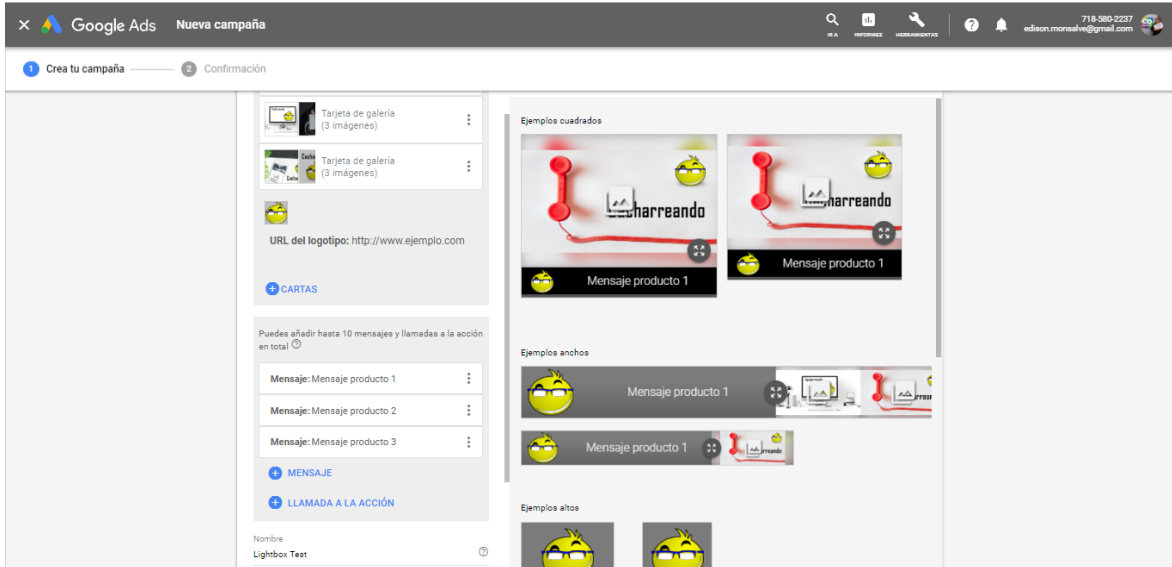 Google Ads
Nueva campaña
IR A
INFORMES
HERRAMIENTAS
718-580-2237
edison.monsalve@gmail.com
1 Crea tu campaña
2 Confirmación
Tarjeta de galería
(3 imágenes)
Tarjeta de galería
(3 imágenes)
URL del logotipo: http://www.ejemplo.com
CARTAS
Puedes añadir hasta 10 mensajes y llamadas a la acción
en total
Mensaje: Mensaje producto 1
Mensaje: Mensaje producto 2
Mensaje: Mensaje producto 3
MENSAJE
LLAMADA A LA ACCIÓN
Nombre
Lightbox Test
Ejemplos cuadrados
harreando
Mensaje producto 1
harreando
Mensaje producto 1
Ejemplos anchos
Mensaje producto 1
Mensaje producto 1
Ejemplos altos